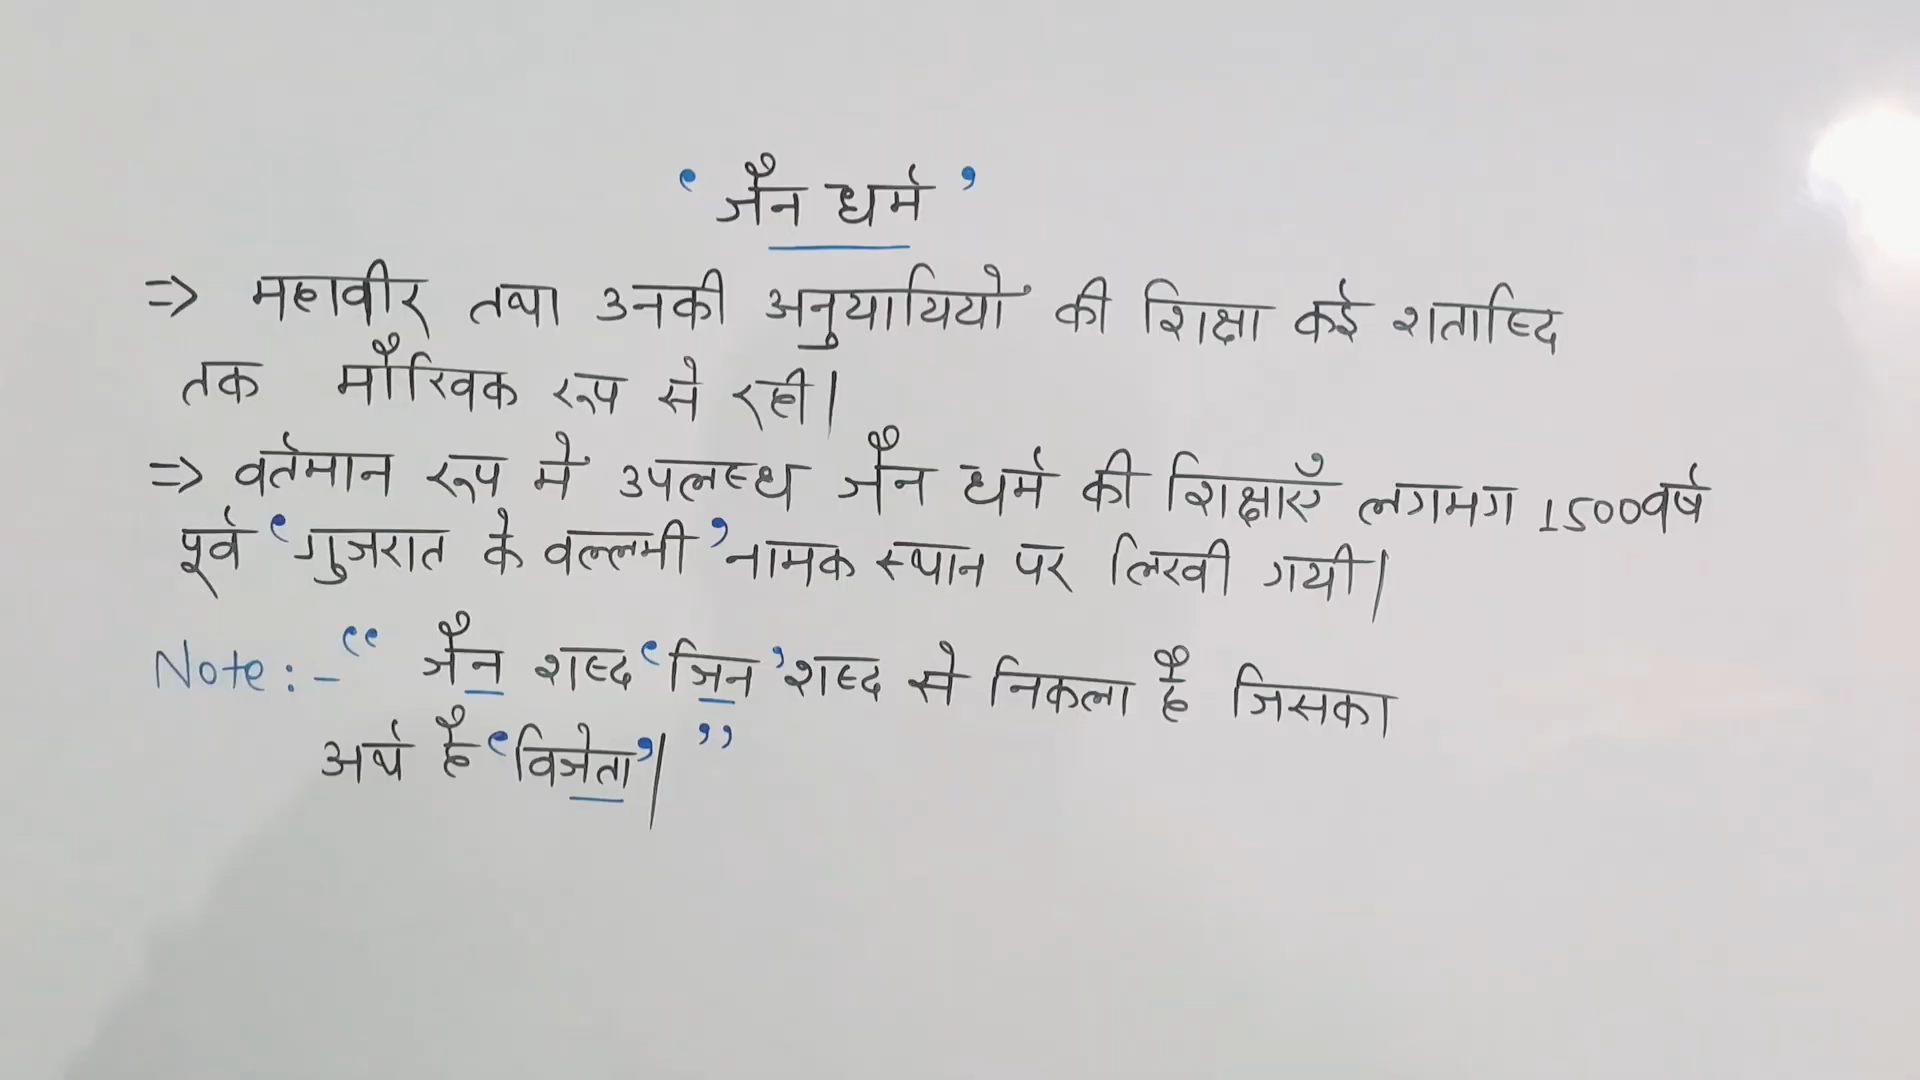 ‘ जैन धर्म ’
=> महावीर तथा उनकी अनुयायियों की शिक्षा कई शताब्दि
तक मौखिक रूप से रही।
=> वर्तमान रूप में उपलब्ध जैन धर्म की शिक्षाएँ लगभग 1500वर्ष
पूर्व ‘गुजरात के वल्लभी’ नामक स्थान पर लिखी गयी।
Note:- “ जैन शब्द ‘जिन’ शब्द से निकला है जिसका
अर्थ है ‘विजेता’। ”